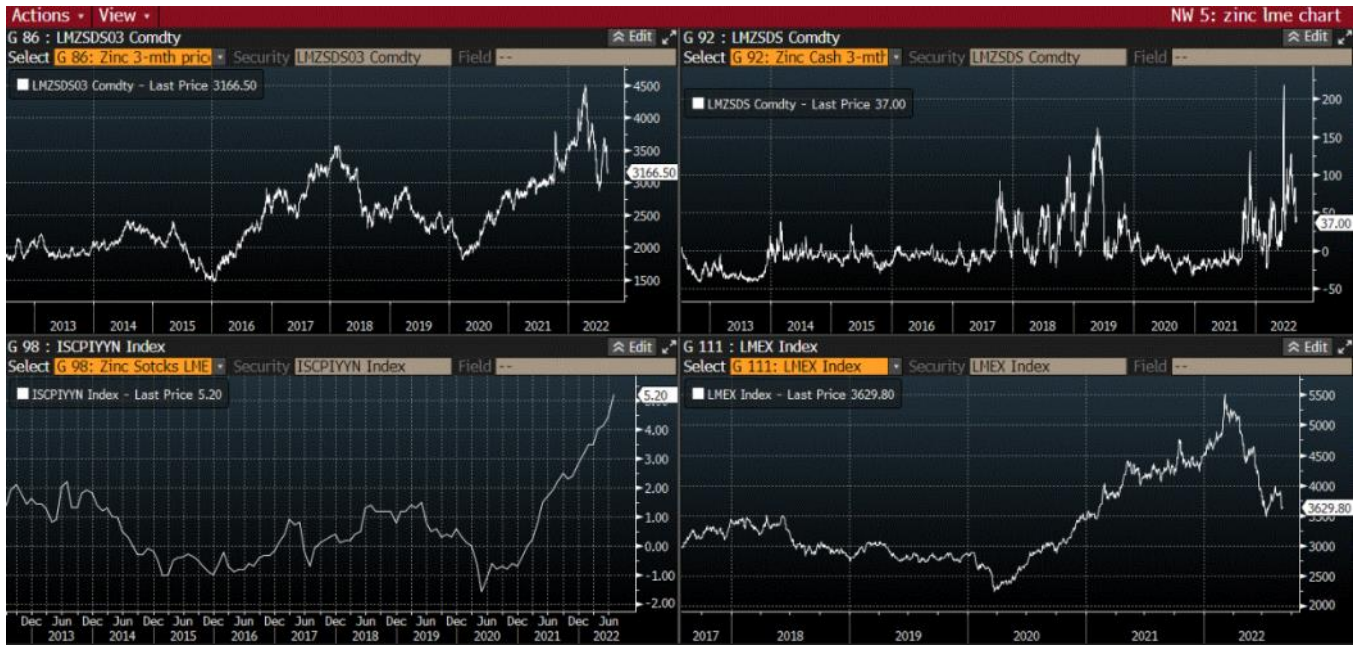 Actions View NW 5: zinc lme chart
G 86 : LMZSDS03 Comdty Edit
Select G 86: Zinc 3-mth pric Security LMZSDS03 Comdty Field --
LMZSDS03 Comdty - Last Price 3166.50
4500
4000
3500
3166.50
3000
2500
2000
1500
2013 2014 2015 2016 2017 2018 2019 2020 2021 2022
G 92 : LMZSDS Comdty Edit
Select G 92: Zinc Cash 3-mth Security LMZSDS Comdty Field --
LMZSDS Comdty - Last Price 37.00
200
150
100
50
37.00
0
-50
2013 2014 2015 2016 2017 2018 2019 2020 2021 2022
G 98 : ISCPIYYN Index Edit
Select G 98: Zinc Sotcks LME Security ISCPIYYN Index Field --
ISCPIYYN Index - Last Price 5.20
5.20
4.00
3.00
2.00
1.00
0.00
-1.00
-2.00
Dec Jun Dec Jun Dec Jun Dec Jun Dec Jun Dec Jun Dec Jun Dec Jun Dec Jun Dec Jun
2013 2014 2015 2016 2017 2018 2019 2020 2021 2022
G 111 : LMEX Index Edit
Select G 111: LMEX Index Security LMEX Index Field --
LMEX Index - Last Price 3629.80
5500
5000
4500
4000
3629.80
3500
3000
2500
2000
2017 2018 2019 2020 2021 2022